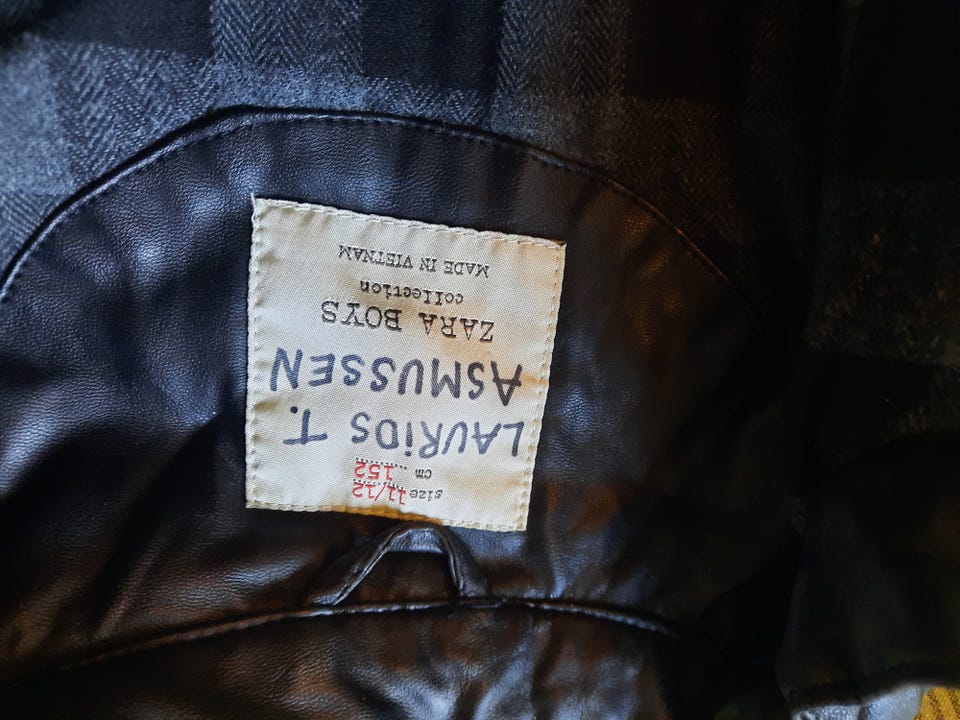 size 11/12
cm 152
LAURiDS T.
ASMUSSEN
ZARA BOYS
collection
MADE IN VIETNAM